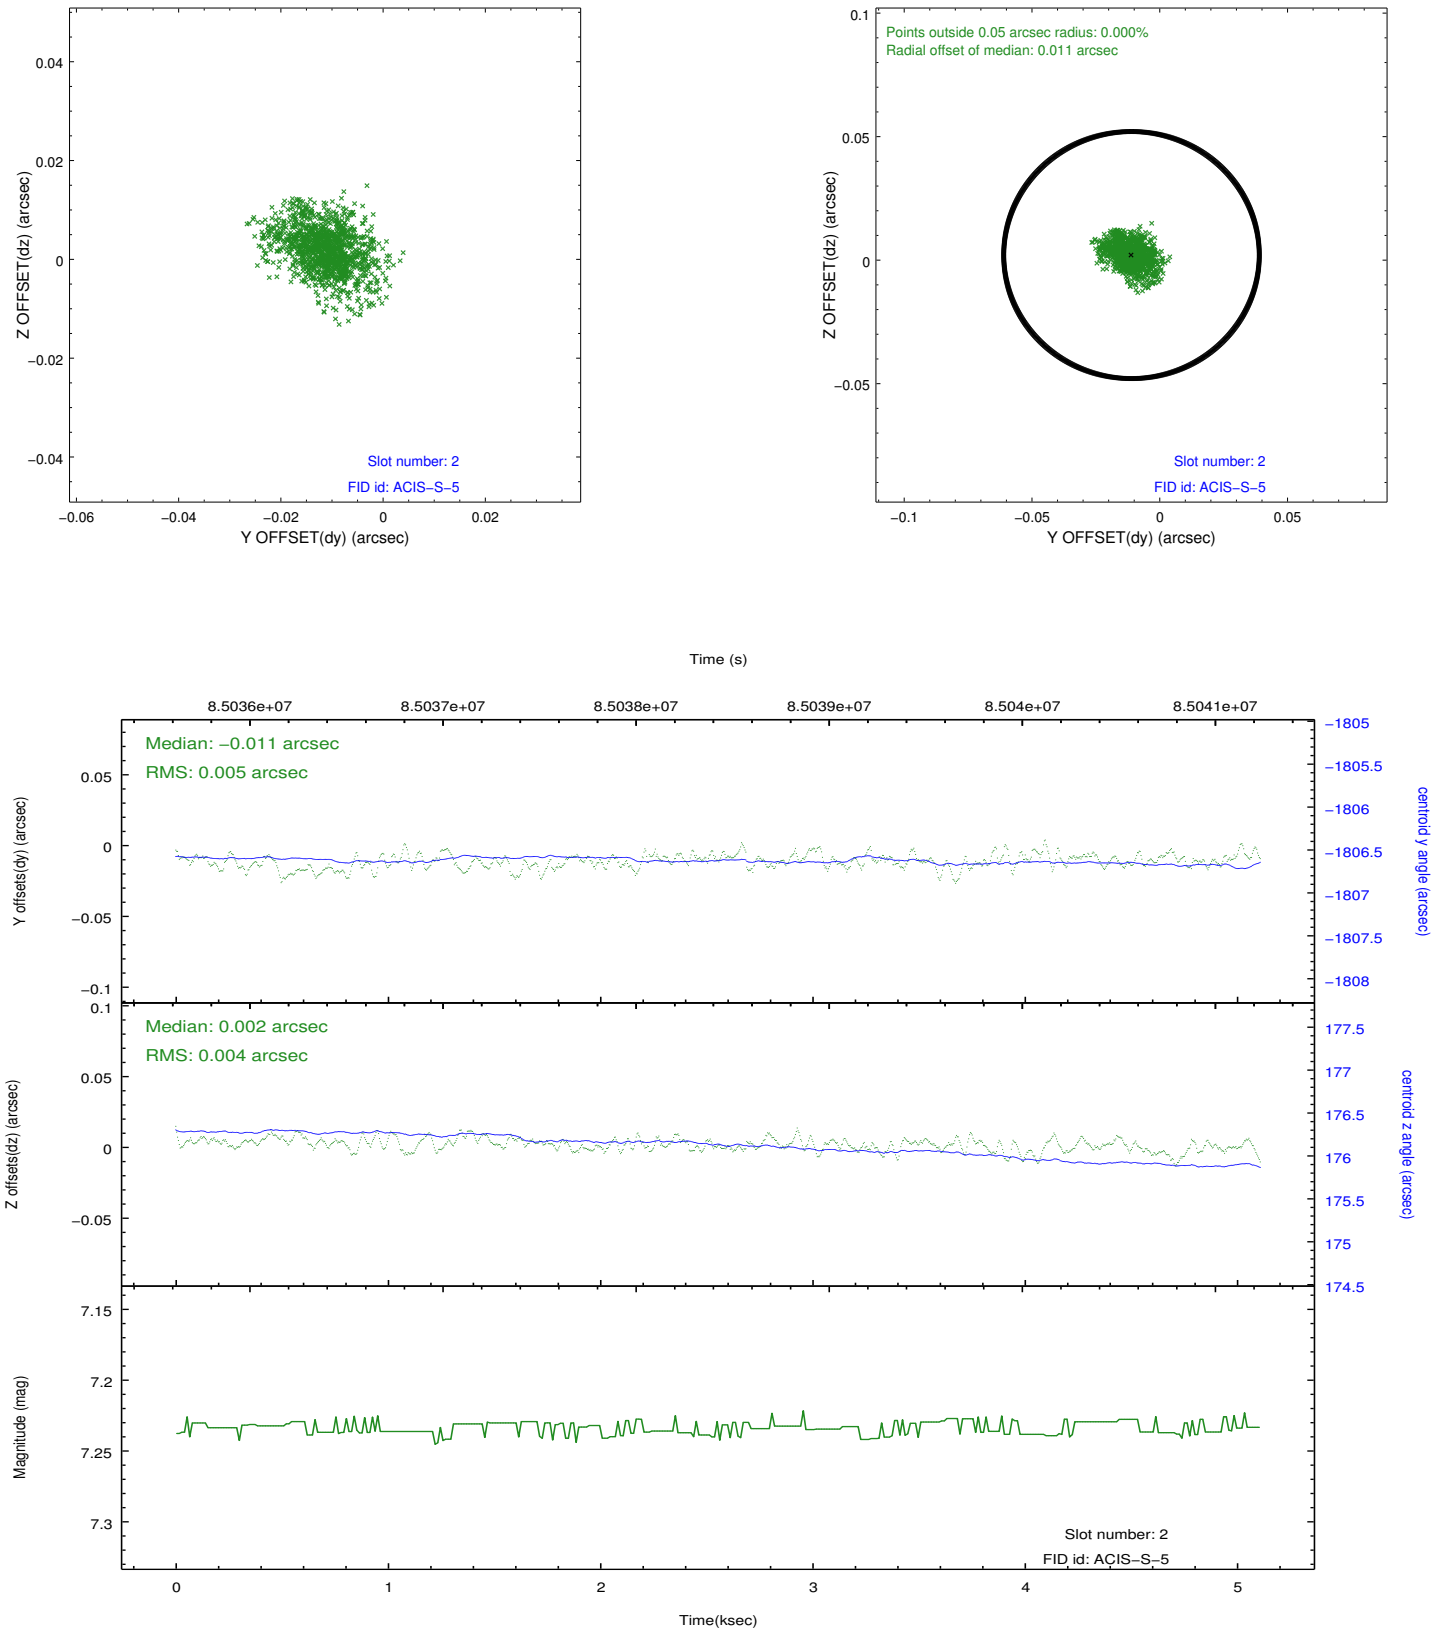 0.04
0.02
0
−0.02
−0.04
Z OFFSET(dz) (arcsec)
Slot number: 2
FID id: ACIS−S−5
−0.06
−0.04
−0.02
0
0.02
Y OFFSET(dy) (arcsec)
Points outside 0.05 arcsec radius: 0.000%
Radial offset of median: 0.011 arcsec
0.1
0.05
0
−0.05
Z OFFSET(dz) (arcsec)
Slot number: 2
FID id: ACIS−S−5
−0.1
−0.05
0
0.05
Y OFFSET(dy) (arcsec)
Time (s)
8.5036e+07
8.5037e+07
8.5038e+07
8.5039e+07
8.504e+07
8.5041e+07
Median: −0.011 arcsec
RMS: 0.005 arcsec
0.05
0
−0.05
−0.1
Y offsets(dy) (arcsec)
−1805
−1805.5
−1806
−1806.5
−1807
−1807.5
−1808
centroid y angle (arcsec)
Median: 0.002 arcsec
RMS: 0.004 arcsec
0.1
0.05
0
−0.05
Z offsets(dz) (arcsec)
177.5
177
176.5
176
175.5
175
174.5
centroid z angle (arcsec)
7.15
7.2
7.25
7.3
Magnitude (mag)
Slot number: 2
FID id: ACIS−S−5
0
1
2
3
4
5
Time(ksec)